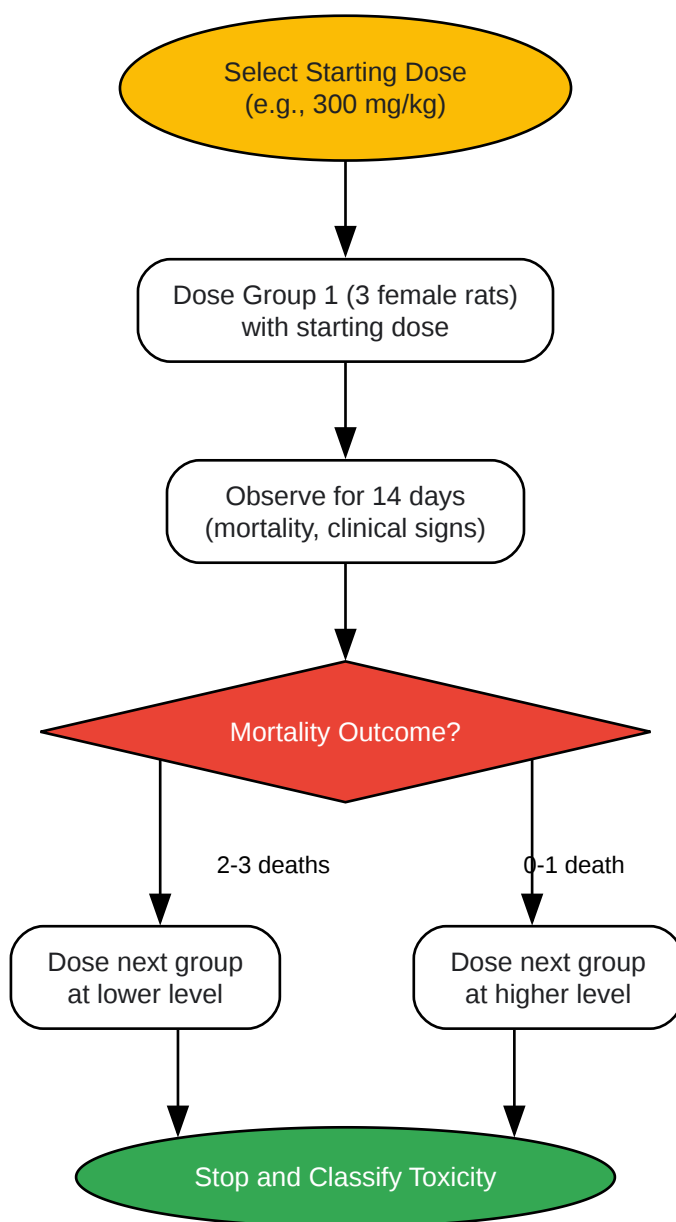 Select Starting Dose
(e.g., 300 mg/kg)
Dose Group 1 (3 female rats)
with starting dose
Observe for 14 days
(mortality, clinical signs)
Mortality Outcome?
2-3 deaths
0-1 death
Dose next group
at lower level
Dose next group
at higher level
Stop and Classify Toxicity